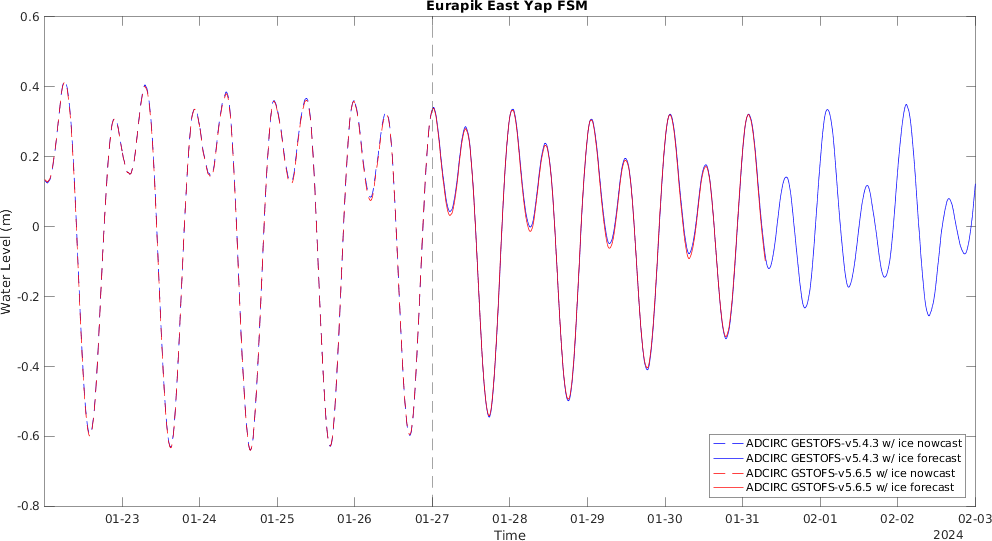 Eurapik East Yap FSM
0.6
0.4
0.2
0
-0.2
-0.4
-0.6
-0.8
Water Level (m)
01-23 01-24 01-25 01-26 01-27 01-28 01-29 01-30 01-31 02-01 02-02 02-03
Time
2024
ADCIRC GESTOFS-v5.4.3 w/ ice nowcast
ADCIRC GESTOFS-v5.4.3 w/ ice forecast
ADCIRC GSTOFS-v5.6.5 w/ ice nowcast
ADCIRC GSTOFS-v5.6.5 w/ ice forecast